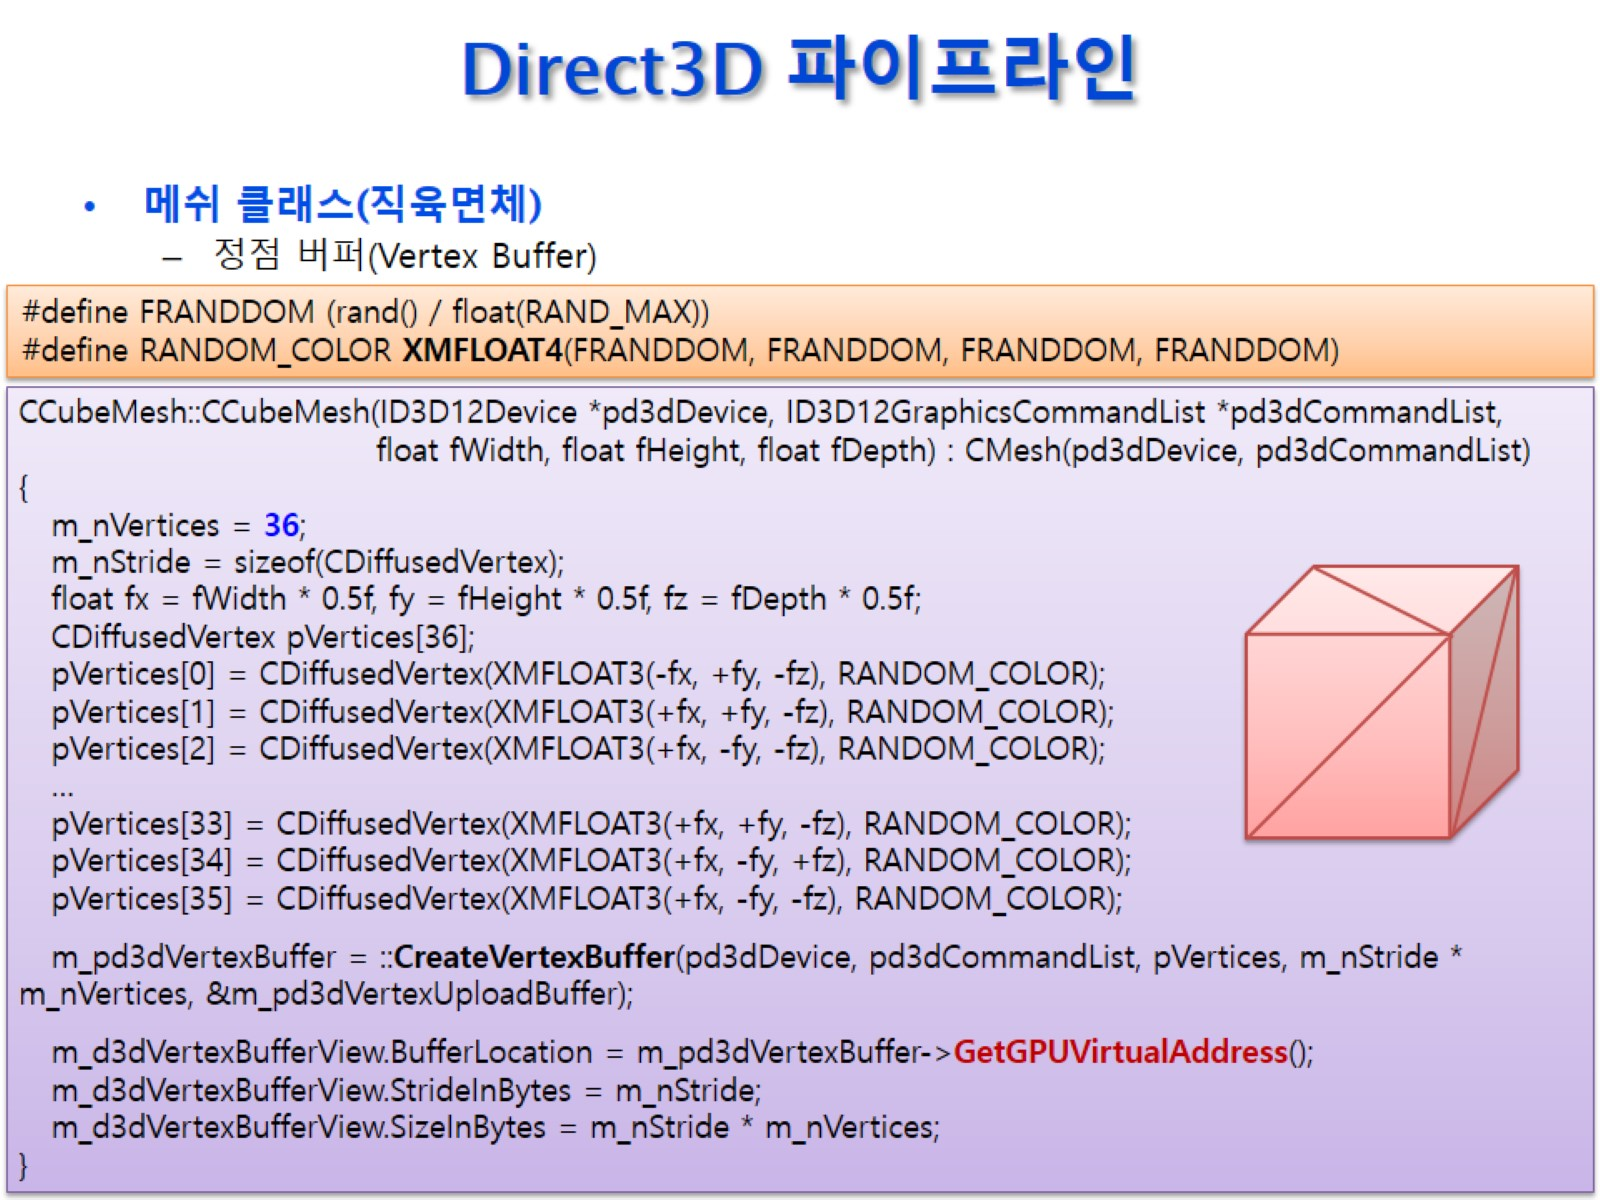 Direct3D 파이프라인
• 메쉬 클래스(직육면체)
– 정점 버퍼(Vertex Buffer)
#define FRANDDOM (rand() / float(RAND_MAX))
#define RANDOM_COLOR XMFLOAT4(FRANDDOM, FRANDDOM, FRANDDOM, FRANDDOM)
CCubeMesh::CCubeMesh(ID3D12Device *pd3dDevice, ID3D12GraphicsCommandList *pd3dCommandList,
float fWidth, float fHeight, float fDepth) : CMesh(pd3dDevice, pd3dCommandList)
{
m_nVertices = 36;
m_nStride = sizeof(CDiffusedVertex);
float fx = fWidth * 0.5f, fy = fHeight * 0.5f, fz = fDepth * 0.5f;
CDiffusedVertex pVertices[36];
pVertices[0] = CDiffusedVertex(XMFLOAT3(-fx, +fy, -fz), RANDOM_COLOR);
pVertices[1] = CDiffusedVertex(XMFLOAT3(+fx, +fy, -fz), RANDOM_COLOR);
pVertices[2] = CDiffusedVertex(XMFLOAT3(+fx, -fy, -fz), RANDOM_COLOR);
...
pVertices[33] = CDiffusedVertex(XMFLOAT3(+fx, +fy, -fz), RANDOM_COLOR);
pVertices[34] = CDiffusedVertex(XMFLOAT3(+fx, -fy, +fz), RANDOM_COLOR);
pVertices[35] = CDiffusedVertex(XMFLOAT3(+fx, -fy, -fz), RANDOM_COLOR);
m_pd3dVertexBuffer = ::CreateVertexBuffer(pd3dDevice, pd3dCommandList, pVertices, m_nStride *
m_nVertices, &m_pd3dVertexUploadBuffer);
m_d3dVertexBufferView.BufferLocation = m_pd3dVertexBuffer->GetGPUVirtualAddress();
m_d3dVertexBufferView.StrideInBytes = m_nStride;
m_d3dVertexBufferView.SizeInBytes = m_nStride * m_nVertices;
}